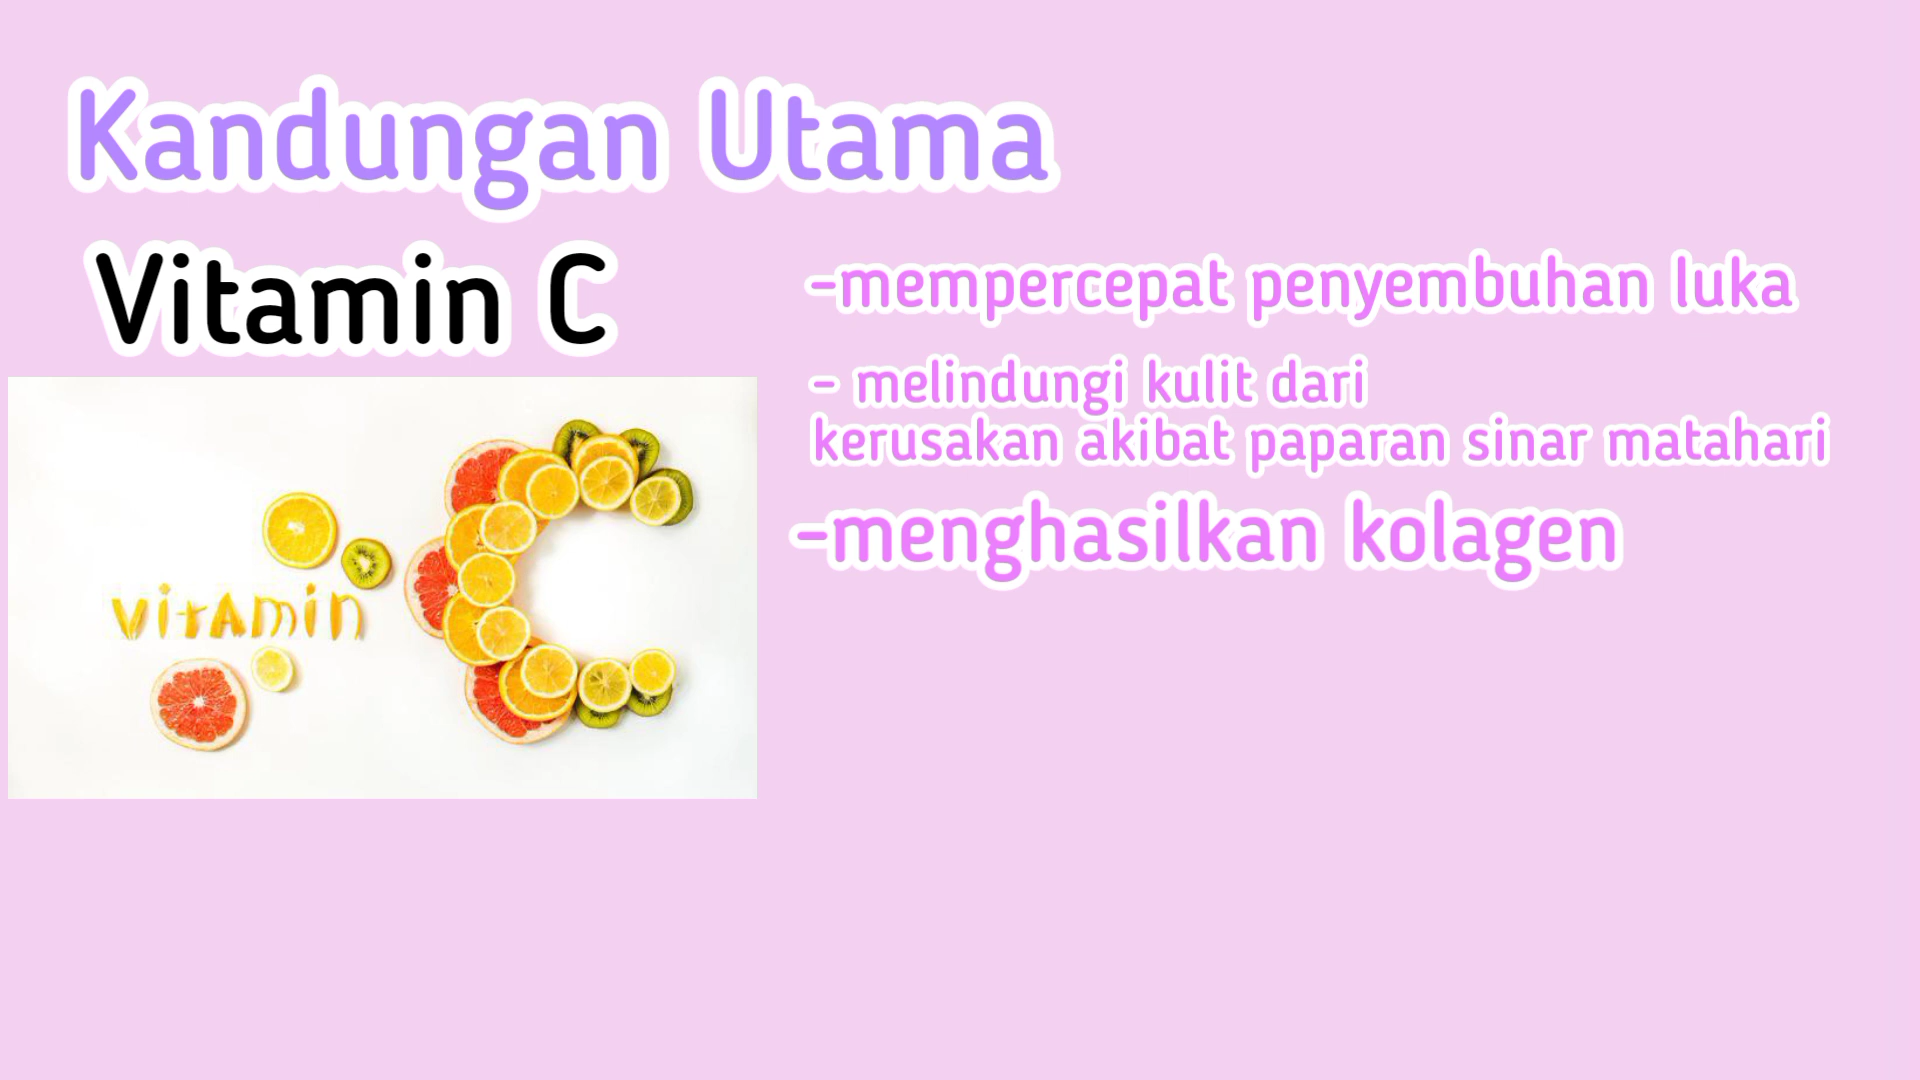 Kandungan Utama
Vitamin C
vitAmin
-mempercepat penyembuhan luka
- melindungi kulit dari
kerusakan akibat paparan sinar matahari
-menghasilkan kolagen